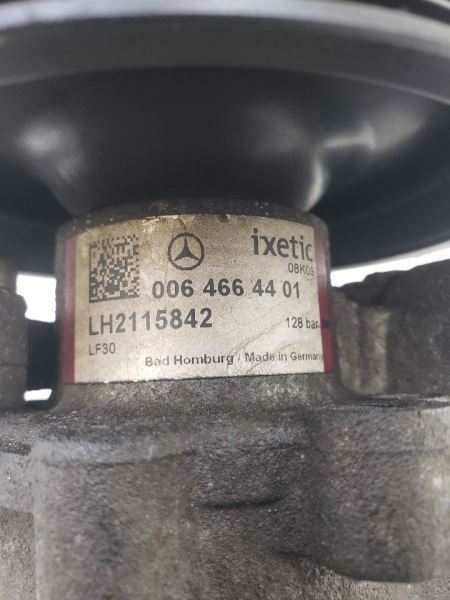 ixetic
08K09
006 466 44 01
LH2115842
128 bar
LF30
Bad Homburg / Made in Germany